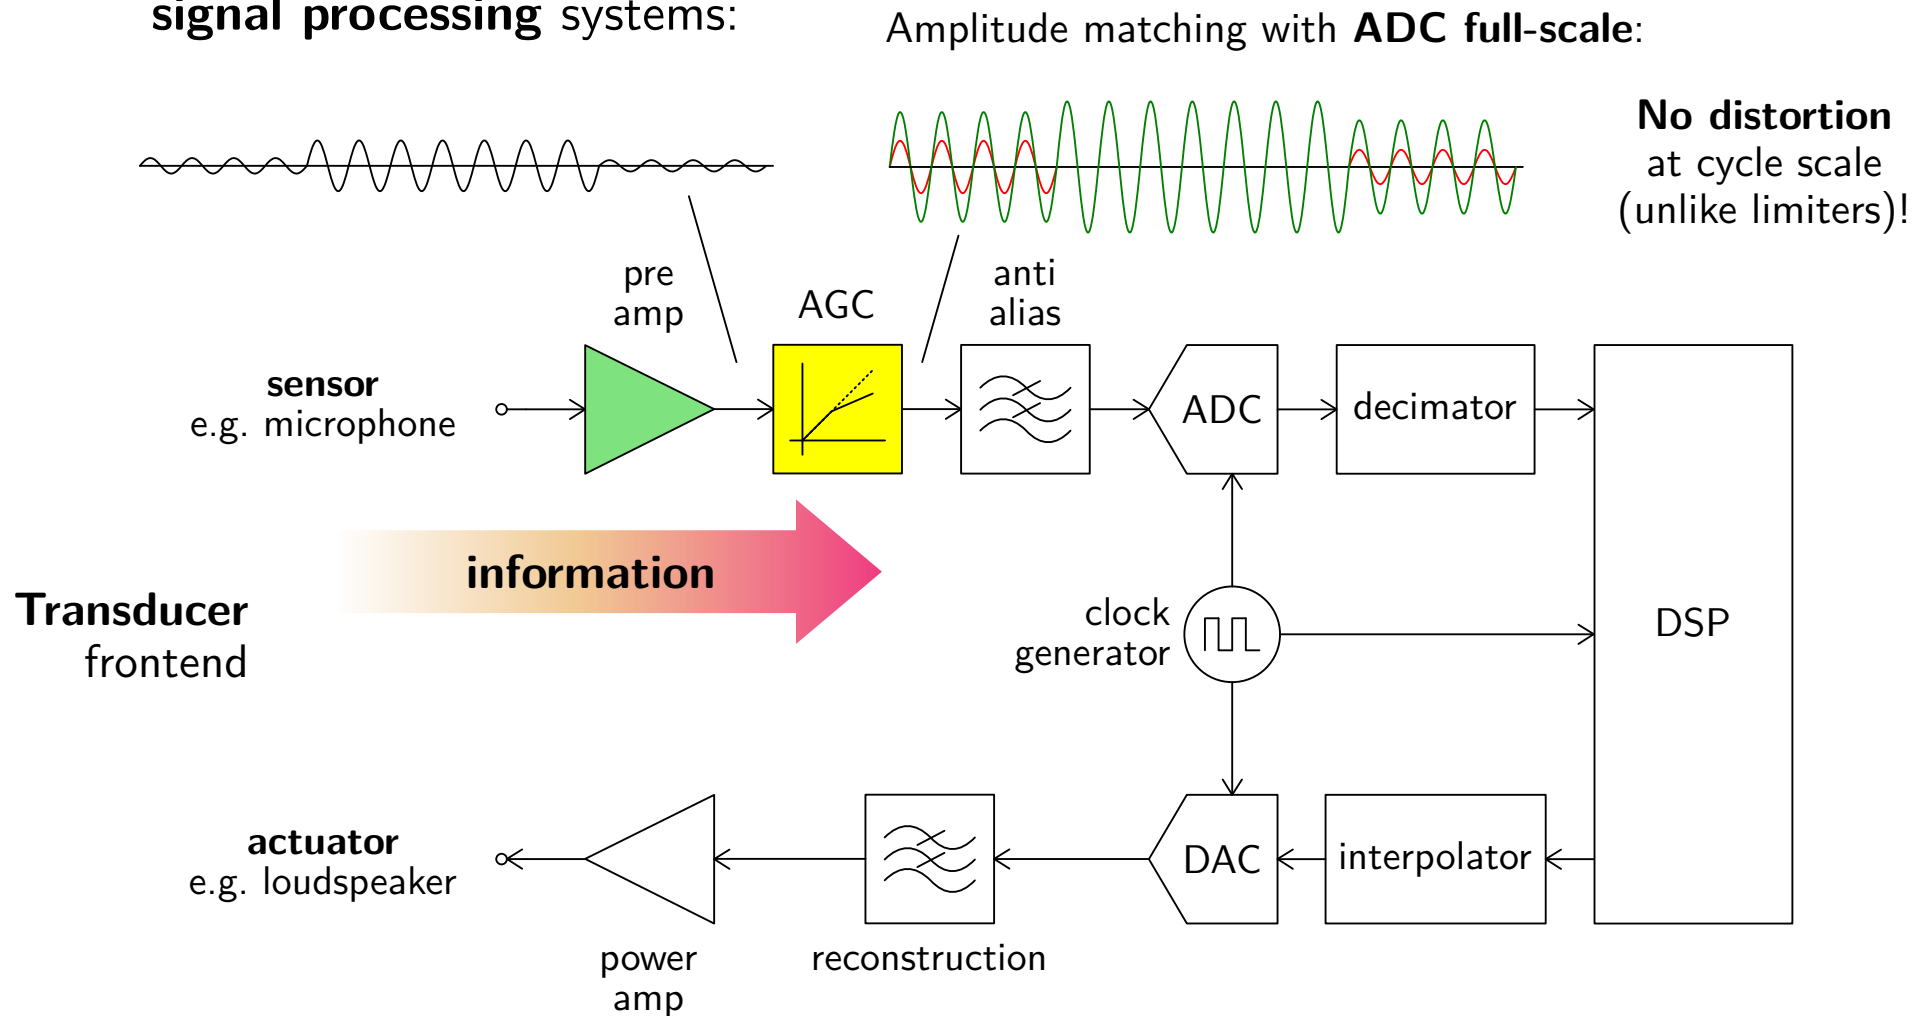 signal processing systems:
Amplitude matching with ADC full-scale:
No distortion
at cycle scale
(unlike limiters)!
pre
amp
AGC
anti
alias
sensor
e.g. microphone
ADC
decimator
information
Transducer
frontend
clock
generator
DSP
actuator
e.g. loudspeaker
DAC
interpolator
power
amp
reconstruction